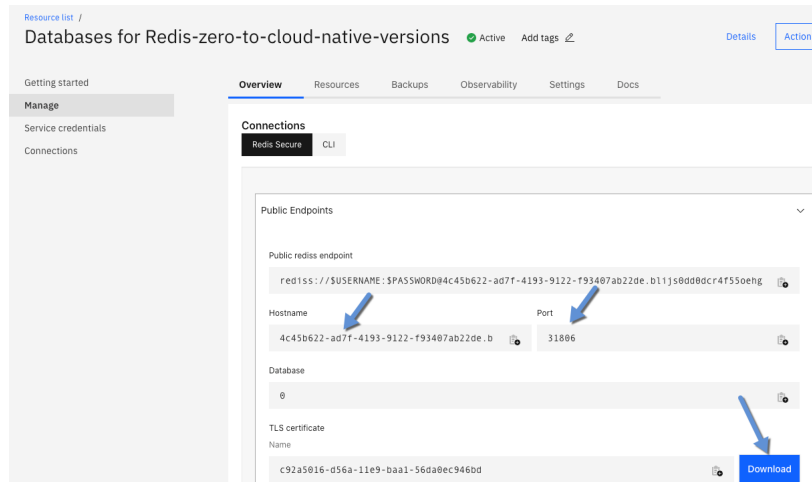 Resource list /
Databases for Redis-zero-to-cloud-native-versions Active Add tags Details Action
Getting started
Manage
Service credentials
Connections
Overview Resources Backups Observability Settings Docs
Connections
Redis Secure CLI
Public Endpoints
Public rediss endpoint
rediss://$USERNAME:$PASSWORD@4c45b622-ad7f-4193-9122-f93407ab22de.blijs0dd0dcr4f55oehg
Hostname Port
4c45b622-ad7f-4193-9122-f93407ab22de.b 31806
Database
0
TLS certificate
Name
c92a5016-d56a-11e9-baa1-56da0ec946bd Download